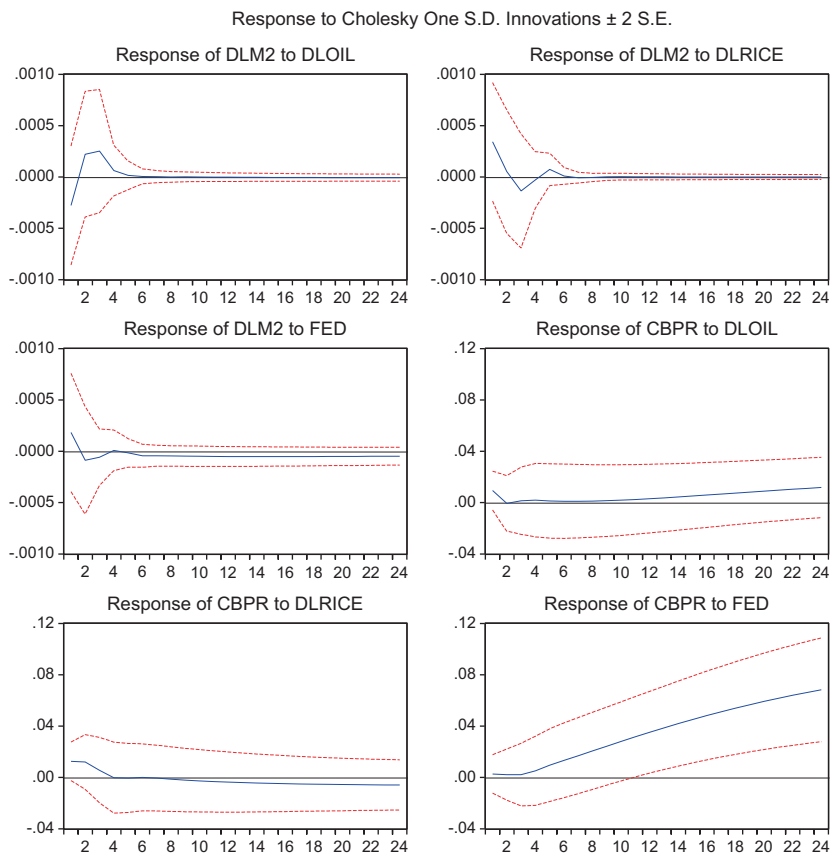 Response to Cholesky One S.D. Innovations ± 2 S.E.
Response of DLM2 to DLOIL
.0010
.0005
.0000
-.0005
-.0010
2 4 6 8 10 12 14 16 18 20 22 24
Response of DLM2 to DLRICE
.0010
.0005
.0000
-.0005
-.0010
2 4 6 8 10 12 14 16 18 20 22 24
Response of DLM2 to FED
.0010
.0005
.0000
-.0005
-.0010
2 4 6 8 10 12 14 16 18 20 22 24
Response of CBPR to DLOIL
.12
.08
.04
.00
-.04
2 4 6 8 10 12 14 16 18 20 22 24
Response of CBPR to DLRICE
.12
.08
.04
.00
-.04
2 4 6 8 10 12 14 16 18 20 22 24
Response of CBPR to FED
.12
.08
.04
.00
-.04
2 4 6 8 10 12 14 16 18 20 22 24